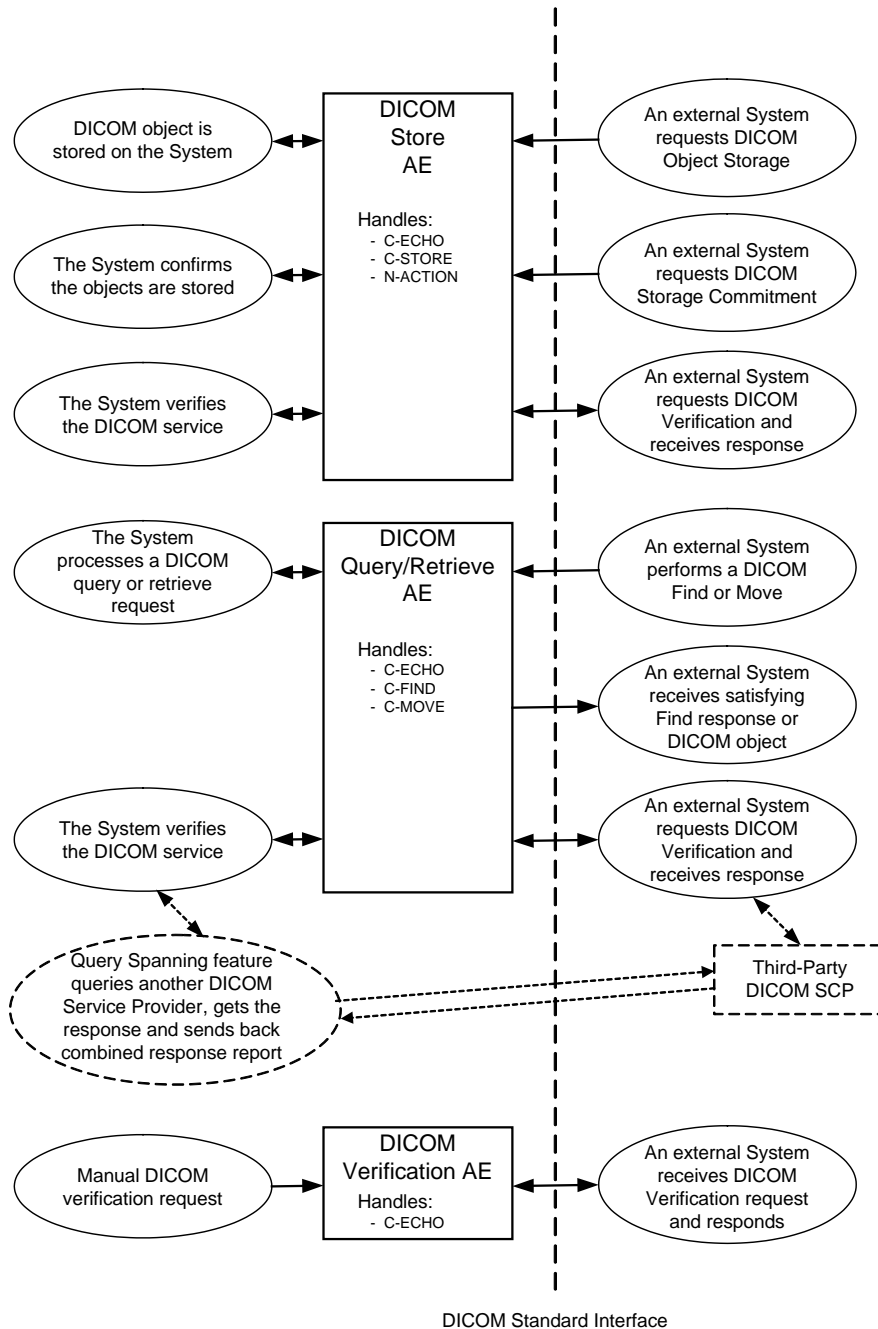 DICOM object is
stored on the System
DICOM
Store
AE
Handles:
- C-ECHO
- C-STORE
- N-ACTION
An external System
requests DICOM
Object Storage
The System confirms
the objects are stored
An external System
requests DICOM
Storage Commitment
The System verifies
the DICOM service
An external System
requests DICOM
Verification and
receives response
The System
processes a DICOM
query or retrieve
request
DICOM
Query/Retrieve
AE
Handles:
- C-ECHO
- C-FIND
- C-MOVE
An external System
performs a DICOM
Find or Move
An external System
receives satisfying
Find response or
DICOM object
The System verifies
the DICOM service
An external System
requests DICOM
Verification and
receives response
Query Spanning feature
queries another DICOM
Service Provider, gets the
response and sends back
combined response report
Third-Party
DICOM SCP
Manual DICOM
verification request
DICOM
Verification AE
Handles:
- C-ECHO
An external System
receives DICOM
Verification request
and responds
DICOM Standard Interface